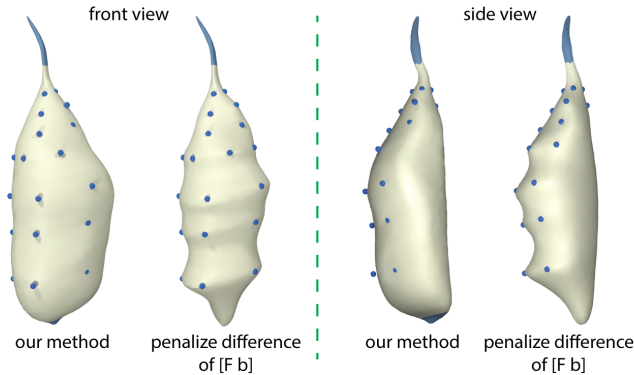 front view
side view
our method
penalize difference
of [F b]
our method
penalize difference
of [F b]